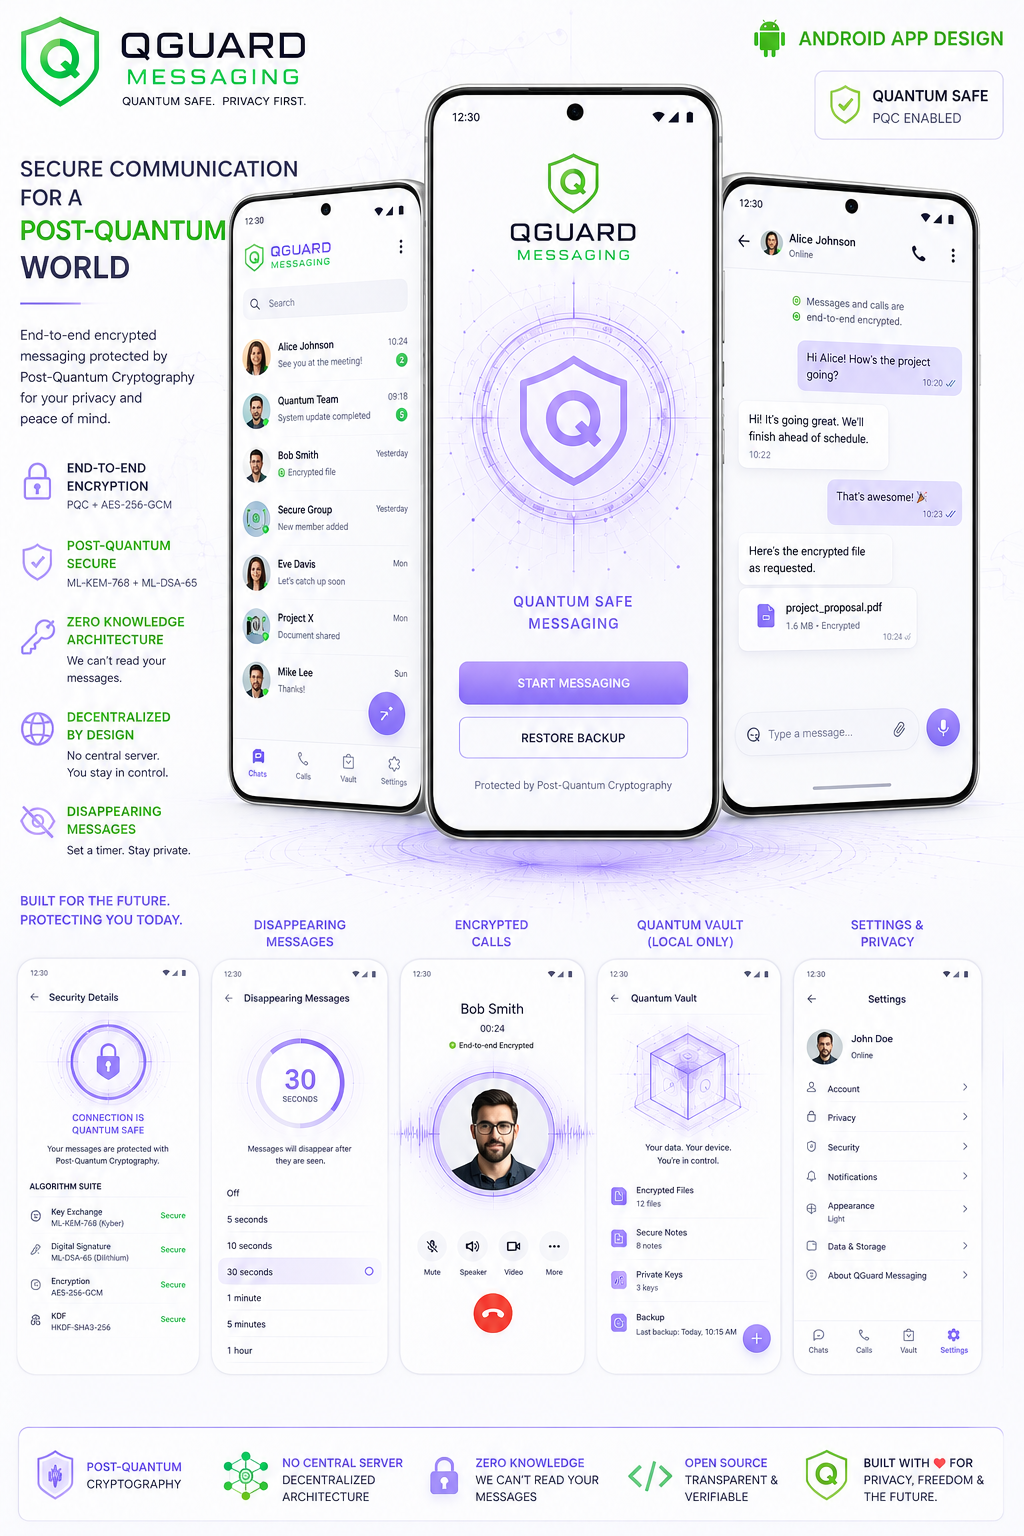 QGUARD
MESSAGING
QUANTUM SAFE. PRIVACY FIRST.
ANDROID APP DESIGN
QUANTUM SAFE
PQC ENABLED
SECURE COMMUNICATION
FOR A
POST-QUANTUM
WORLD
End-to-end encrypted
messaging protected by
Post-Quantum Cryptography
for your privacy and
peace of mind.
END-TO-END
ENCRYPTION
PQC + AES-256-GCM
POST-QUANTUM
SECURE
ML-KEM-768 + ML-DSA-65
ZERO KNOWLEDGE
ARCHITECTURE
We can't read your
messages.
DECENTRALIZED
BY DESIGN
No central server.
You stay in control.
DISAPPEARING
MESSAGES
Set a timer. Stay private.
BUILT FOR THE FUTURE.
PROTECTING YOU TODAY.
12:30
QGUARD
MESSAGING
Search
Alice Johnson
10.24
See you at the meeting!
2
Quantum Team
09:18
System update completed
5
Bob Smith
Yesterday
Encrypted file
Secure Group
Yesterday
New member added
Eve Davis
Mon
Let's catch up soon
Project X
Mon
Document shared
Mike Lee
Sun
Thanks!
Chats
Calls
Vault
Settings
12:30
QGUARD
MESSAGING
QUANTUM SAFE
MESSAGING
START MESSAGING
RESTORE BACKUP
Protected by Post-Quantum Cryptography
12:30
Alice Johnson
Online
Messages and calls are
end-to-end encrypted.
Hi Alice! How's the project
going?
10:20
Hi! It's going great. We'll
finish ahead of schedule.
10:22
That's awesome! 🎉
10:23
Here's the encrypted file
as requested.
project_proposal.pdf
1.6 MB • Encrypted
10:24
Type a message...
12:30
Security Details
CONNECTION IS
QUANTUM SAFE
Your messages are protected with
Post-Quantum Cryptography.
ALGORITHM SUITE
Key Exchange
ML-KEM-768 (Kyber)
Secure
Digital Signature
ML-DSA-65 (Dilithium)
Secure
Encryption
AES-256-GCM
Secure
KDF
HKDF-SHA3-256
Secure
DISAPPEARING
MESSAGES
12:30
Disappearing Messages
30
SECONDS
Messages will disappear after
they are seen.
Off
5 seconds
10 seconds
30 seconds
1 minute
5 minutes
1 hour
ENCRYPTED
CALLS
12:30
Bob Smith
00:24
End-to-end Encrypted
Mute
Speaker
Video
More
QUANTUM VAULT
(LOCAL ONLY)
12:30
Quantum Vault
Your data. Your device.
You're in control.
Encrypted Files
12 files
Secure Notes
8 notes
Private Keys
3 keys
Backup
Last backup: Today, 10:15 AM
SETTINGS &
PRIVACY
12:30
Settings
John Doe
Online
Account
Privacy
Security
Notifications
Appearance
Light
Data & Storage
About QGuard Messaging
Chats
Calls
Vault
Settings
POST-QUANTUM
CRYPTOGRAPHY
NO CENTRAL SERVER
DECENTRALIZED
ARCHITECTURE
ZERO KNOWLEDGE
WE CAN'T READ YOUR
MESSAGES
OPEN SOURCE
TRANSPARENT &
VERIFIABLE
BUILT WITH ❤ FOR
PRIVACY, FREEDOM &
THE FUTURE.